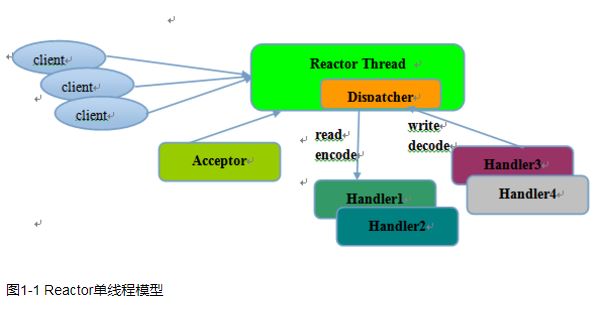 client
client
client
Reactor Thread
Dispatcher
Acceptor
read
encode
write
decode
Handler1
Handler2
Handler3
Handler4
图1-1 Reactor单线程模型